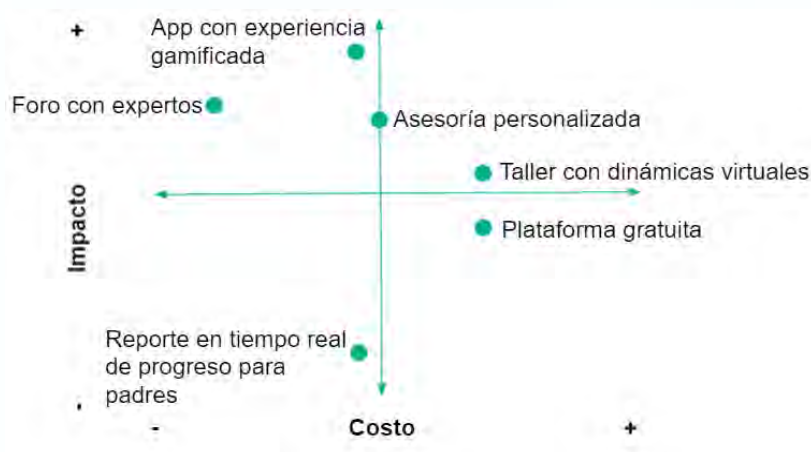 +
App con experiencia
gamificada
Foro con expertos
Asesoría personalizada
Taller con dinámicas virtuales
Impacto
Plataforma gratuita
Reporte en tiempo real
de progreso para
padres
-
- Costo +